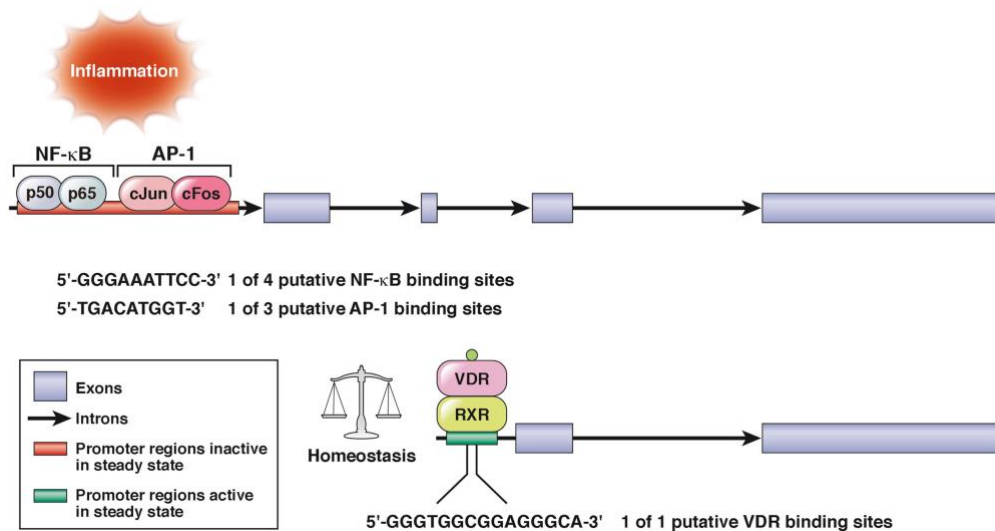 Inflammation
NF-κB AP-1
p50 p65 cJun cFos
5'-GGGAAATTCC-3' 1 of 4 putative NF-κB binding sites
5'-TGACATGGT-3' 1 of 3 putative AP-1 binding sites
Exons
Introns
Promoter regions inactive
in steady state
Promoter regions active
in steady state
Homeostasis
VDR
RXR
5'-GGGTGGCGGAGGGCA-3' 1 of 1 putative VDR binding sites